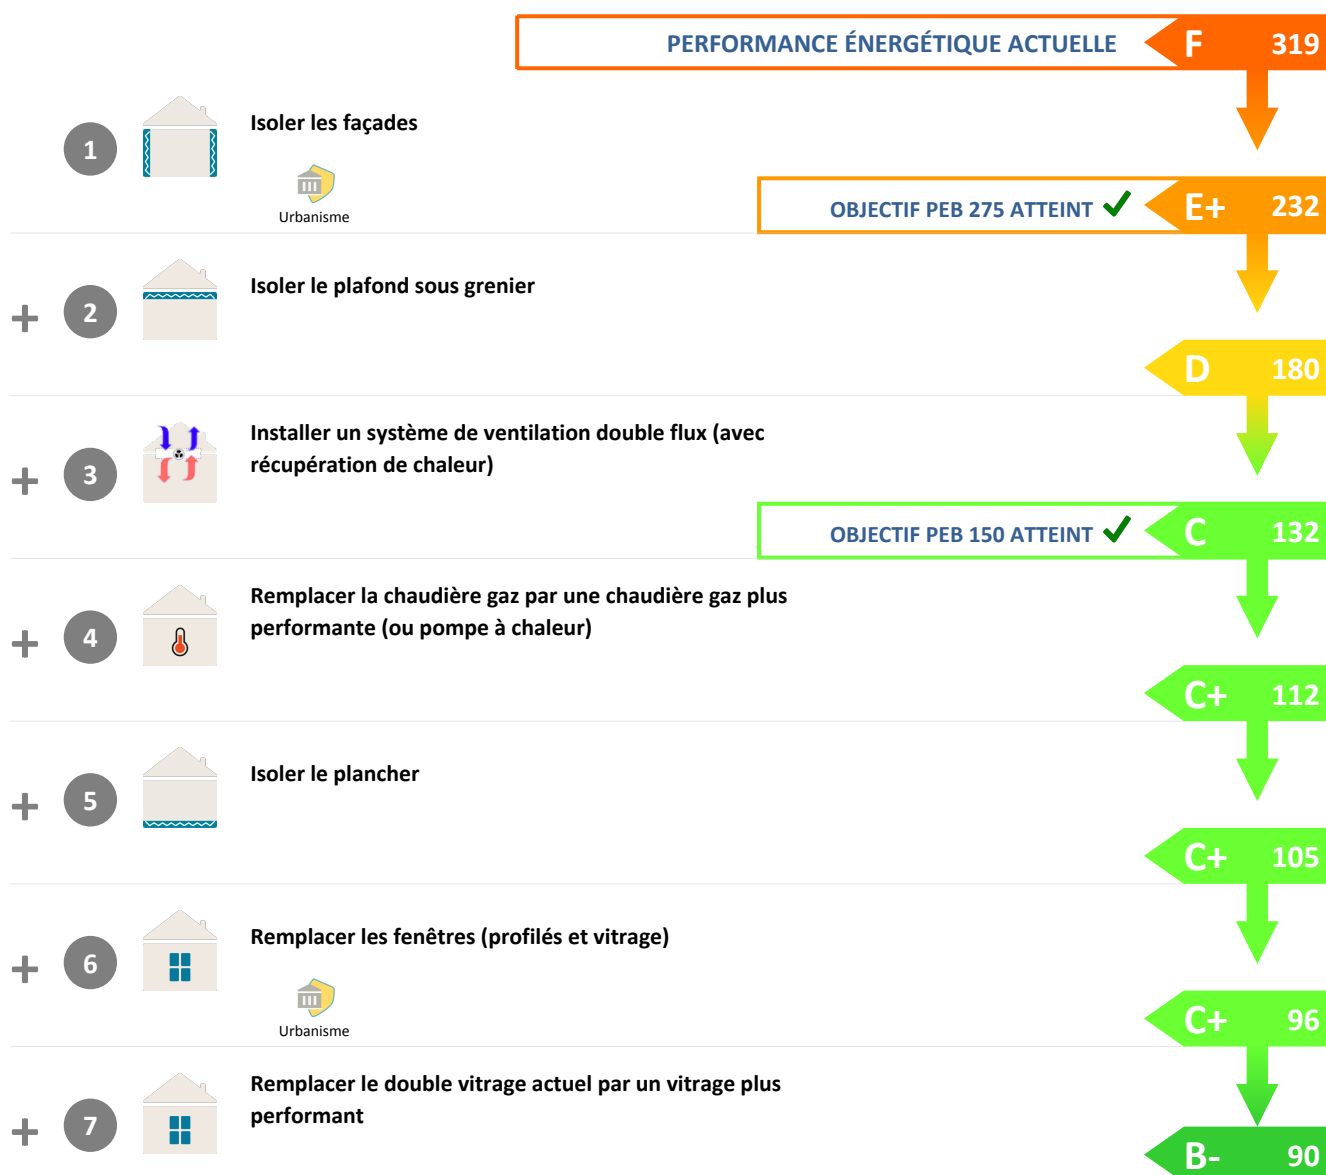 PERFORMANCE ÉNERGÉTIQUE ACTUELLE F 319
1 Isoler les façades
Urbanisme
OBJECTIF PEB 275 ATTEINT ✔ E+ 232
+ 2 Isoler le plafond sous grenier
D 180
+ 3 Installer un système de ventilation double flux (avec
récupération de chaleur)
OBJECTIF PEB 150 ATTEINT ✔ C 132
+ 4 Remplacer la chaudière gaz par une chaudière gaz plus
performante (ou pompe à chaleur)
C+ 112
+ 5 Isoler le plancher
C+ 105
+ 6 Remplacer les fenêtres (profilés et vitrage)
Urbanisme
C+ 96
+ 7 Remplacer le double vitrage actuel par un vitrage plus
performant
B- 90